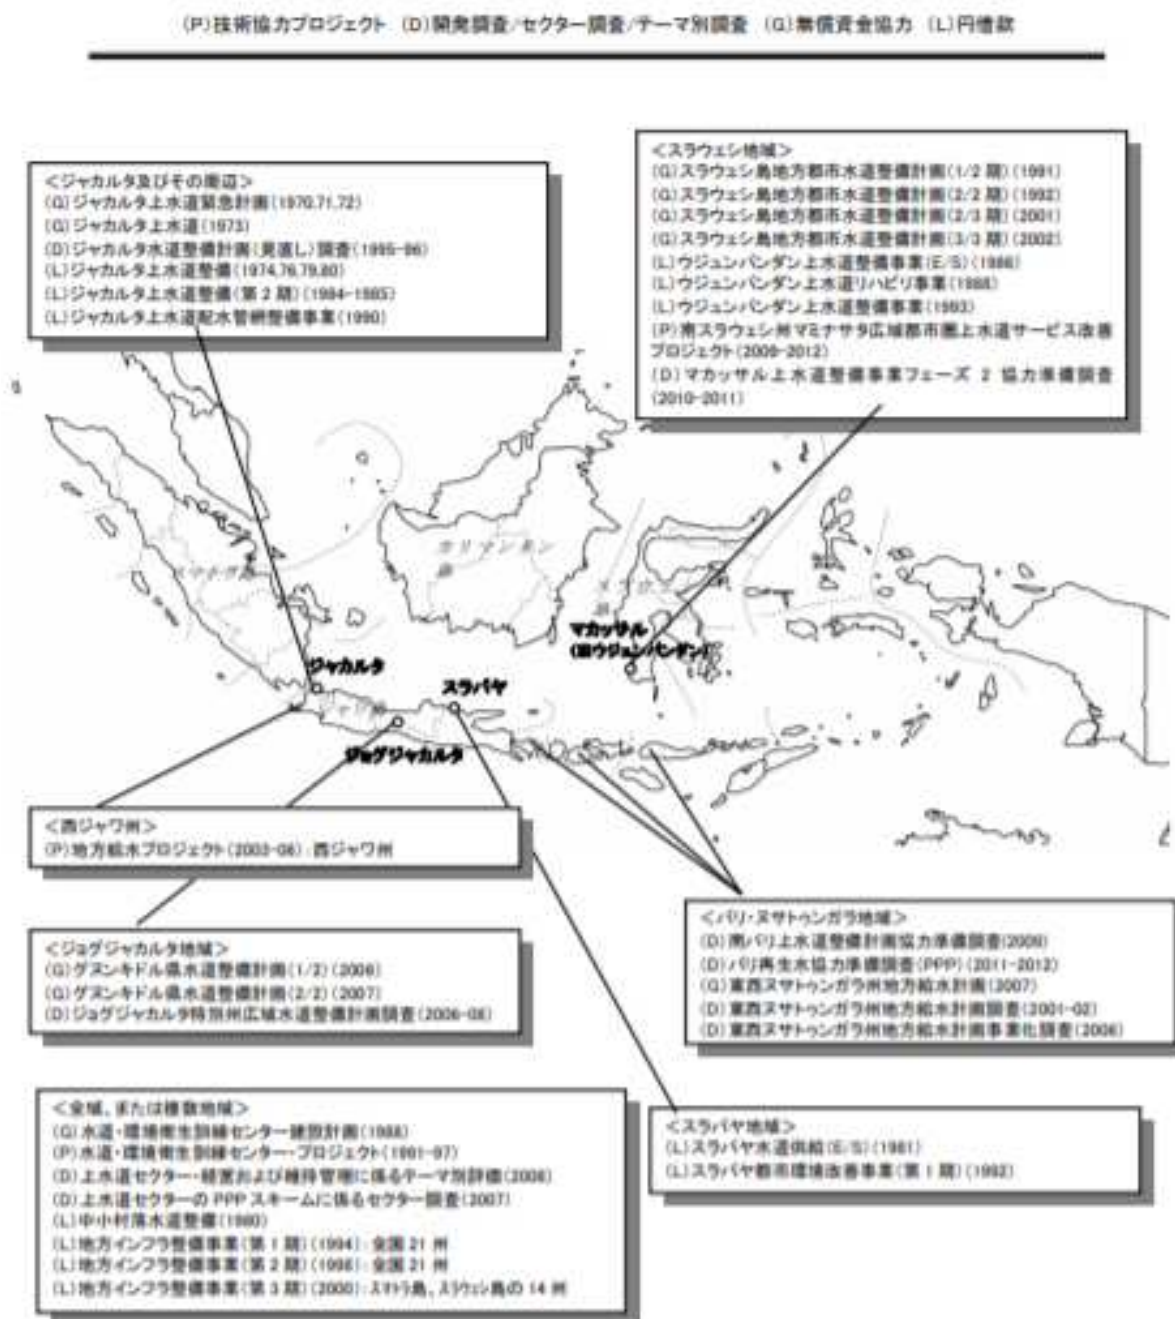 (P)技術協力プロジェクト (D)開発調査/セクター調査/テーマ別調査 (G)無償資金協力 (L)円借款
<ジャカルタ及びその周辺>
(G)ジャカルタ上水道緊急計画(1970,71,72)
(G)ジャカルタ上水道(1973)
(D)ジャカルタ水道整備計画(見直し)調査(1995-96)
(L)ジャカルタ上水道整備(1974,76,79,80)
(L)ジャカルタ上水道整備(第2期)(1984-1985)
(L)ジャカルタ上水道配水管網整備事業(1990)
<スラウェシ地域>
(G)スラウェシ島地方都市水道整備計画(1/2期)(1991)
(G)スラウェシ島地方都市水道整備計画(2/2期)(1992)
(G)スラウェシ島地方都市水道整備計画(2/3期)(2001)
(G)スラウェシ島地方都市水道整備計画(3/3期)(2002)
(L)ウジュンパンダン上水道整備事業(E/S)(1986)
(L)ウジュンパンダン上水道リハビリ事業(1988)
(L)ウジュンパンダン上水道整備事業(1993)
(P)南スラウェシ州マミナサタ広域都市圏上水道サービス改善
プロジェクト(2009-2012)
(D)マカッサル上水道整備事業フェーズ 2 協力準備調査
(2010-2011)
カリマンタン
島
スマトラ島
マカッサル
(旧ウジュンパンダン)
ジャカルタ
スラバヤ
ジャワ島
ジョグジャカルタ
<西ジャワ州>
(P)地方給水プロジェクト(2003-06):西ジャワ州
<ジョグジャカルタ地域>
(G)グヌンキドル県水道整備計画(1/2)(2006)
(G)グヌンキドル県水道整備計画(2/2)(2007)
(D)ジョグジャカルタ特別州広域水道整備計画調査(2006-08)
<バリ・ヌサトゥンガラ地域>
(D)南バリ上水道整備計画協力準備調査(2009)
(D)バリ再生水協力準備調査(PPP)(2011-2012)
(G)東西ヌサトゥンガラ州地方給水計画(2007)
(D)東西ヌサトゥンガラ州地方給水計画調査(2001-02)
(D)東西ヌサトゥンガラ州地方給水計画事業化調査(2006)
<全域、または複数地域>
(G)水道・環境衛生訓練センター建設計画(1988)
(P)水道・環境衛生訓練センター・プロジェクト(1991-97)
(D)上水道セクター・経営および維持管理に係るテーマ別評価(2006)
(D)上水道セクターの PPP スキームに係るセクター調査(2007)
(L)中小村落水道整備(1980)
(L)地方インフラ整備事業(第1期)(1994):全国 21 州
(L)地方インフラ整備事業(第2期)(1998):全国 21 州
(L)地方インフラ整備事業(第3期)(2000):スマトラ島、スラウェシ島の 14 州
<スラバヤ地域>
(L)スラバヤ水道供給(E/S)(1981)
(L)スラバヤ都市環境改善事業(第1期)(1992)